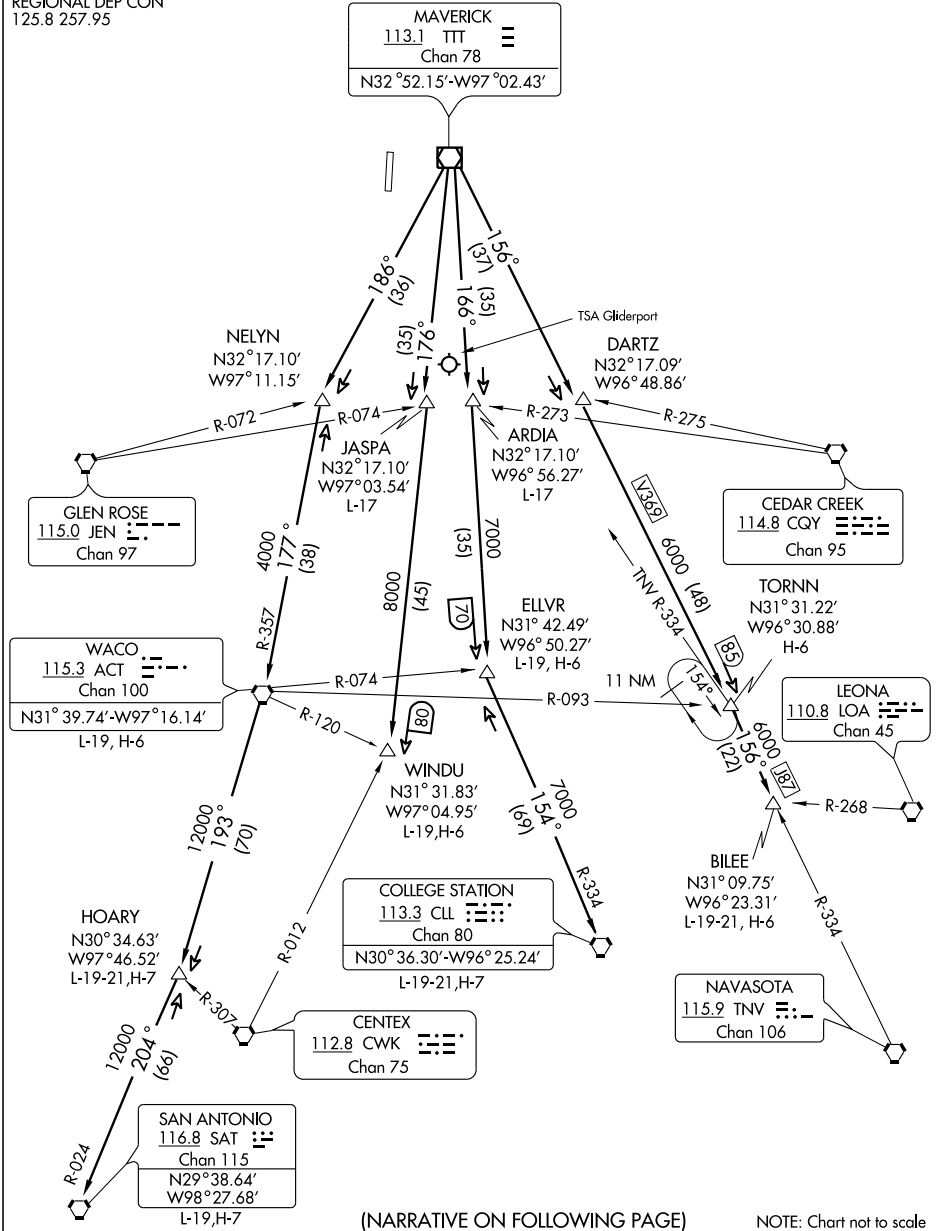 REGIONAL DEP CON
125.8 257.95
MAVERICK
113.1 TTT
Chan 78
N32°52.15'-W97°02.43'
186°
(36)
(35)
176°
(35)
166°
156°
(37)
TSA Gliderport
NELYN
N32°17.10'
W97°11.15'
DARTZ
N32°17.09'
W96°48.86'
R-072
R-074
R-273
R-275
JASPA
N32°17.10'
W97°03.54'
L-17
ARDIA
N32°17.10'
W96°56.27'
L-17
GLEN ROSE
115.0 JEN
Chan 97
CEDAR CREEK
114.8 CQY
Chan 95
4000
177°
(38)
R-357
8000
(45)
7000
(35)
V369
6000 (48)
TNV R-334
TORNN
N31°31.22'
W96°30.88'
H-6
70
ELLVR
N31°42.49'
W96°50.27'
L-19, H-6
85
WACO
115.3 ACT
Chan 100
N31°39.74'-W97°16.14'
L-19, H-6
R-074
R-093
R-120
11 NM
154°
LEONA
110.8 LOA
Chan 45
80
WINDU
N31°31.83'
W97°04.95'
L-19,H-6
6000
156°
(22)
J87
R-268
12000
193°
(70)
7000
154°
(69)
R-334
BILEE
N31°09.75'
W96°23.31'
L-19-21, H-6
R-334
COLLEGE STATION
113.3 CLL
Chan 80
N30°36.30'-W96°25.24'
L-19-21,H-7
HOARY
N30°34.63'
W97°46.52'
L-19-21,H-7
R-012
R-307
CENTEX
112.8 CWK
Chan 75
NAVASOTA
115.9 TNV
Chan 106
12000
204°
(66)
R-024
SAN ANTONIO
116.8 SAT
Chan 115
N29°38.64'
W98°27.68'
L-19,H-7
(NARRATIVE ON FOLLOWING PAGE)
NOTE: Chart not to scale